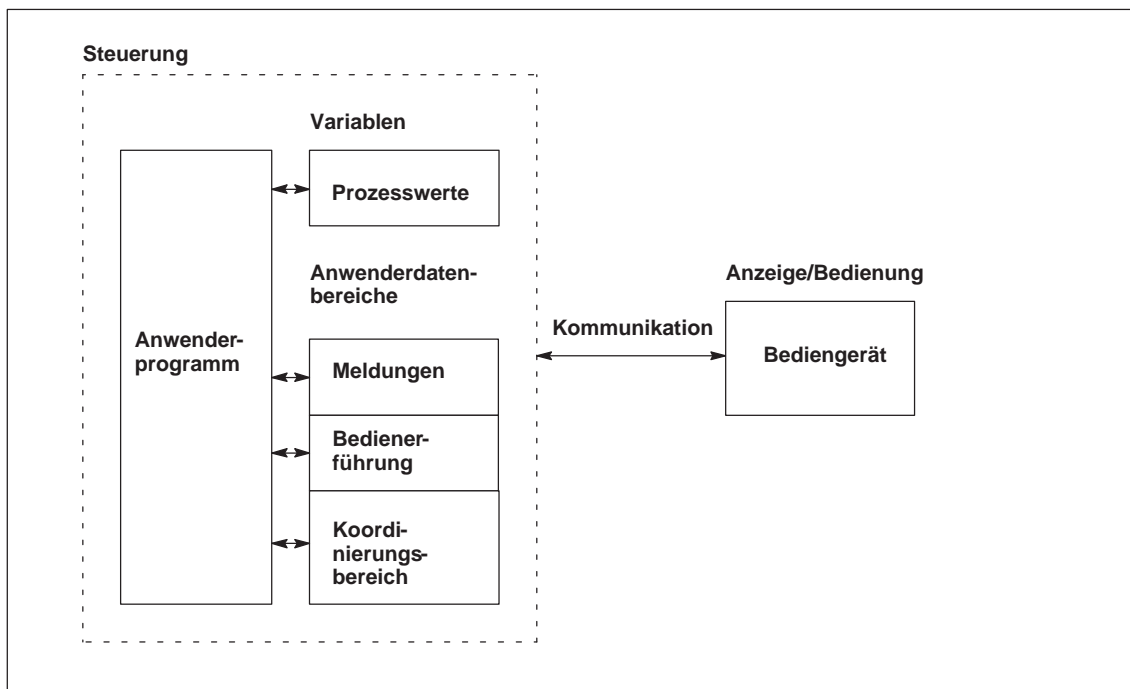 Steuerung
Variablen
Prozesswerte
Anwenderdaten-
bereiche
Anwender-
programm
Meldungen
Bediener-
führung
Koordi-
nierungs-
bereich
Kommunikation
Anzeige/Bedienung
Bediengerät